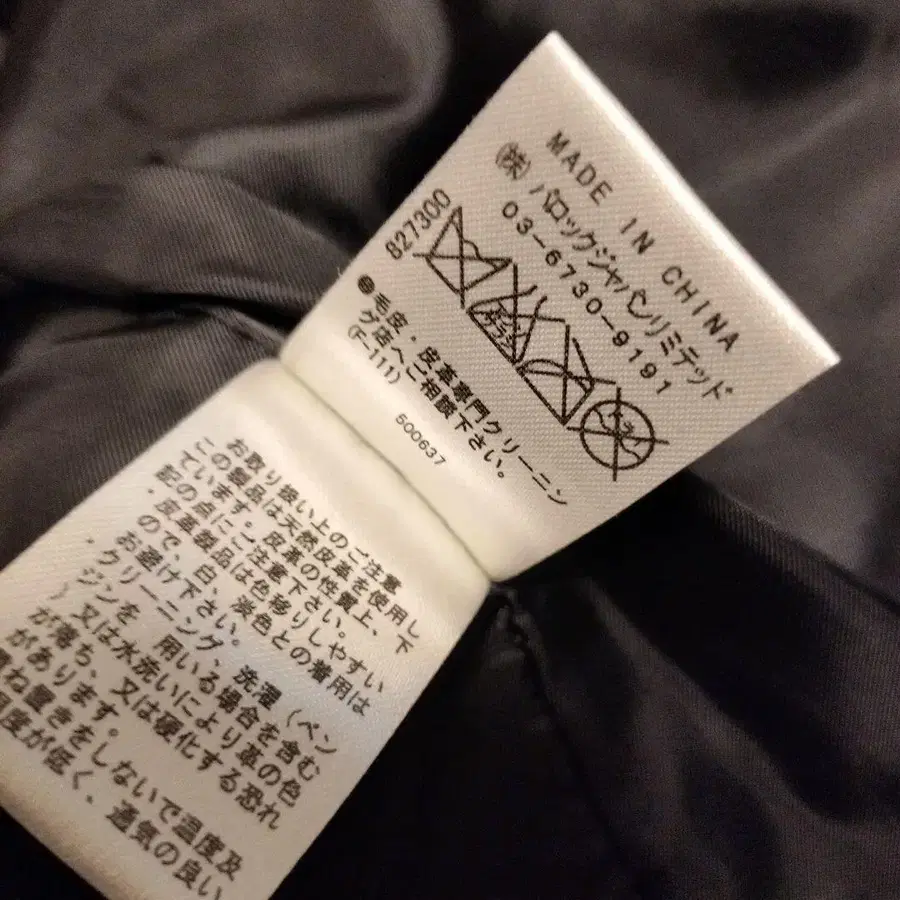 MADE IN CHINA
(株)バロックジャパンリミテッド
03-6730-9191
827300
エンソ
サラシ
ドライ
●毛皮・皮革専門クリーニン
グ店へご相談下さい。
(F-111)
500637
お取り扱い上のご注意
この製品は天然皮革を使用し
ています。皮革の性質上、下
記の点にご注意下さい。
・皮革製品は色移りしやすい
ので、白、淡色との着用は
お避け下さい。
・クリーニング、洗濯(ベン
ジンを 用いる場合を含む
)又は水洗いにより革の色
が落ち、又は硬化する恐れ
があります。
重ね置きをしないで温度及
湿度が低く、通気の良い